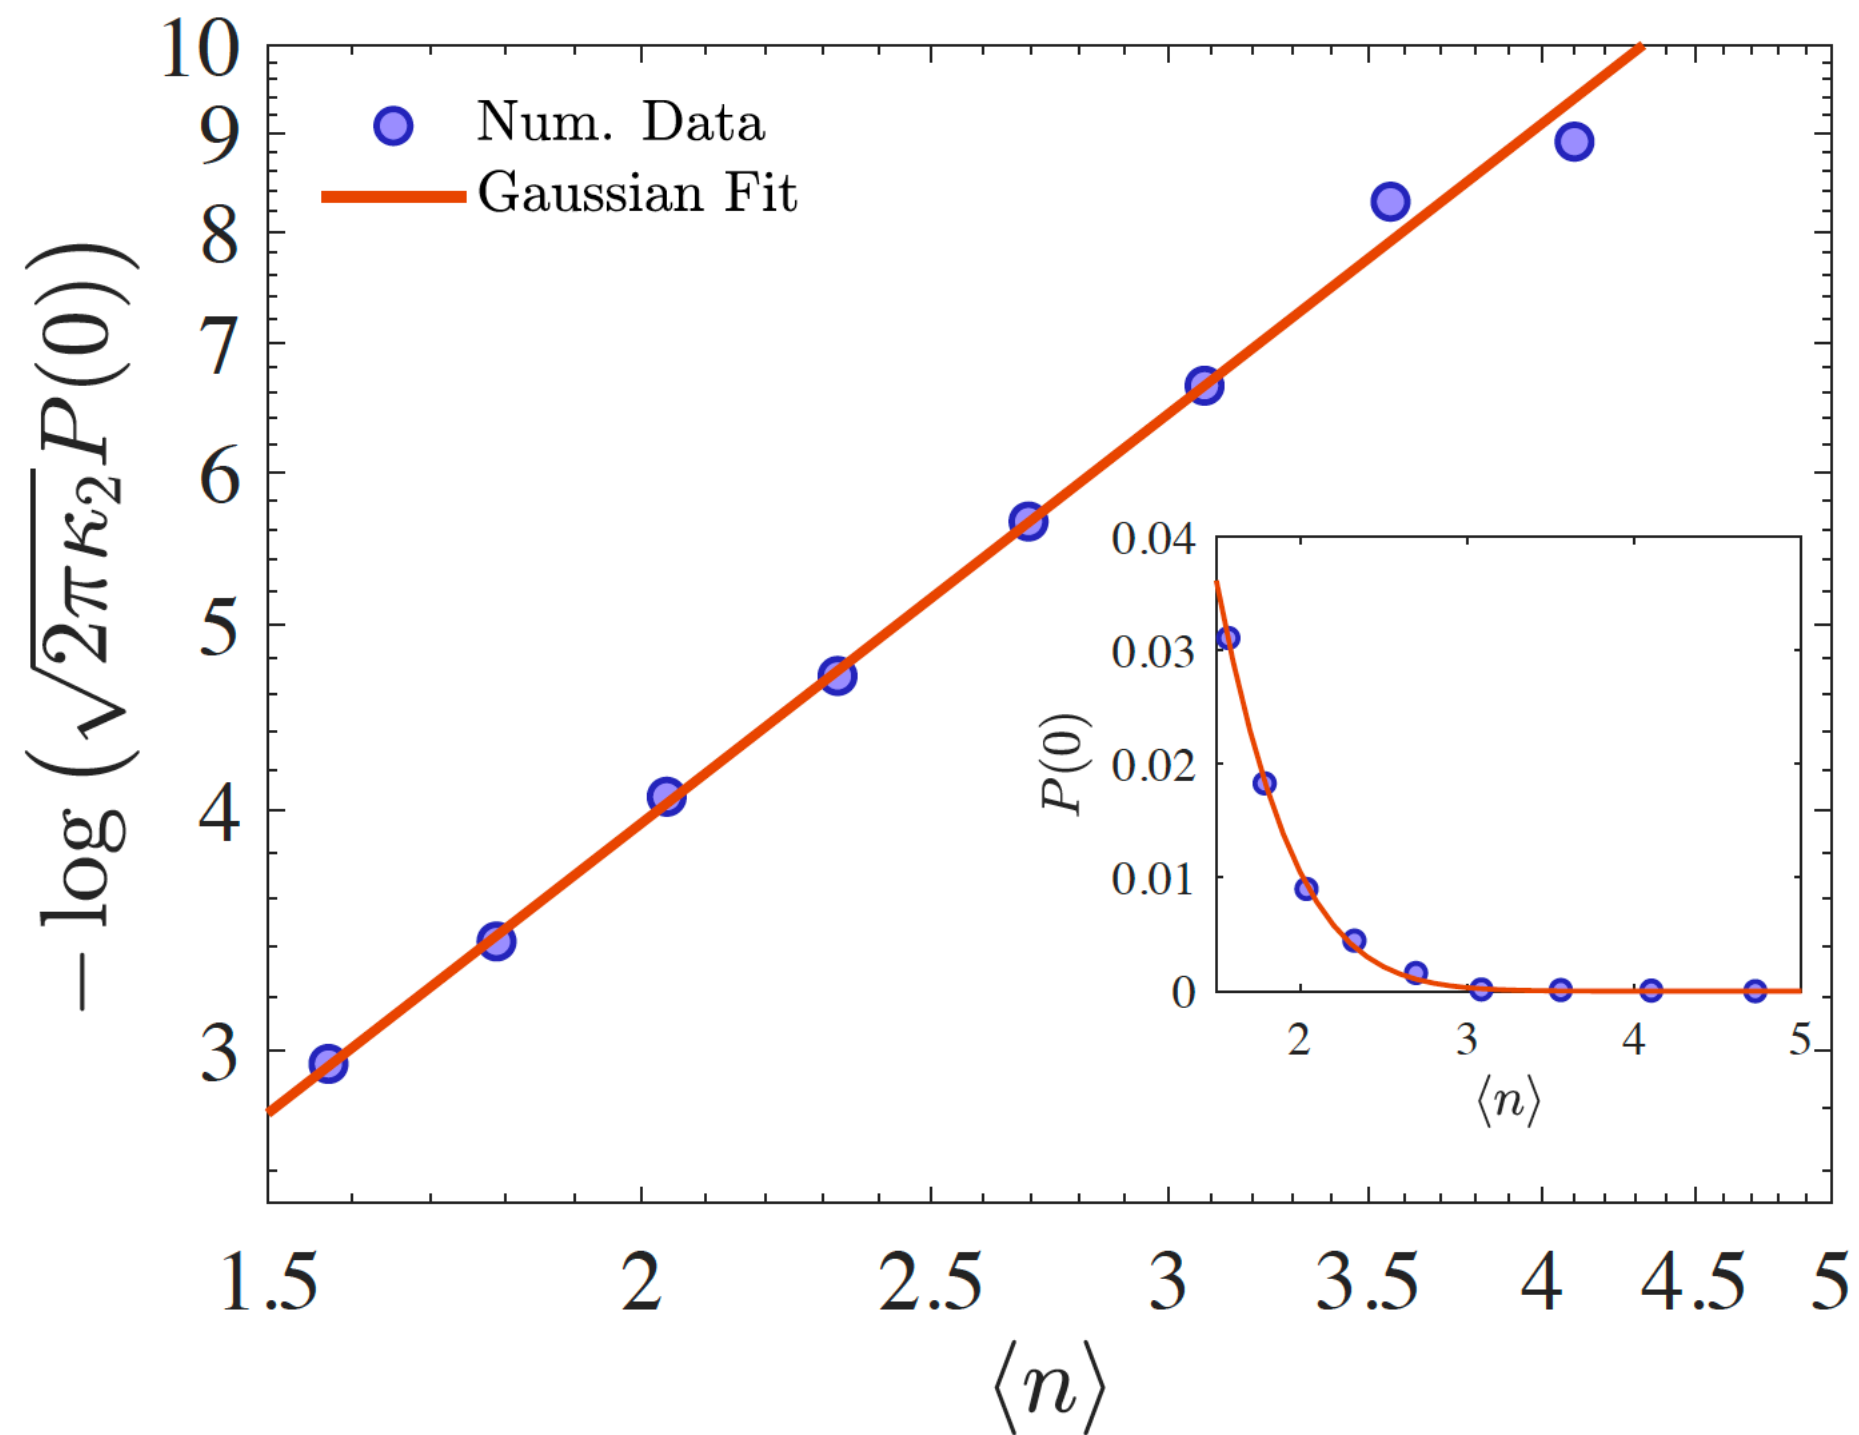 10
9
8
7
6
5
4
3
− log (√2πκ₂P(0))
Num. Data
Gaussian Fit
0.04
0.03
0.02
0.01
0
P(0)
2 3 4 5
⟨n⟩
1.5 2 2.5 3 3.5 4 4.5 5
⟨n⟩